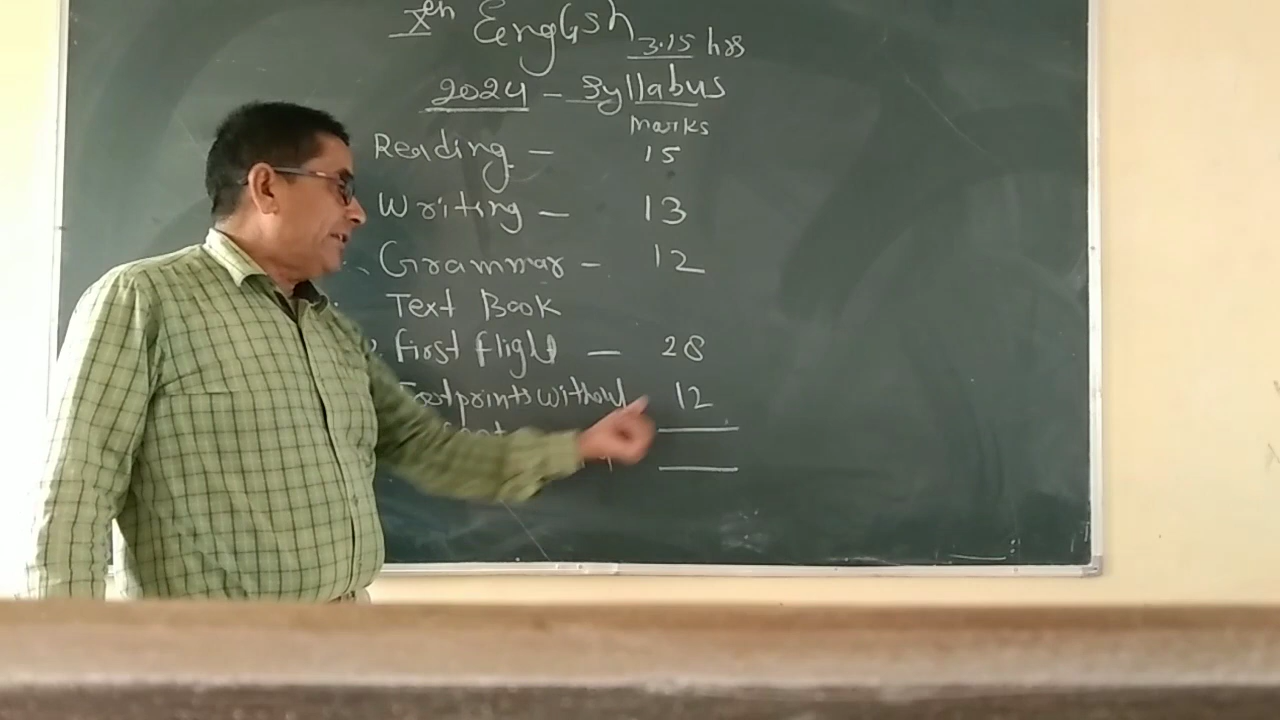 Xth English
3.15 hrs
2024 - Syllabus
Marks
Reading - 15
Writing - 13
Grammar - 12
Text Book
First flight - 28
Footprints without 12